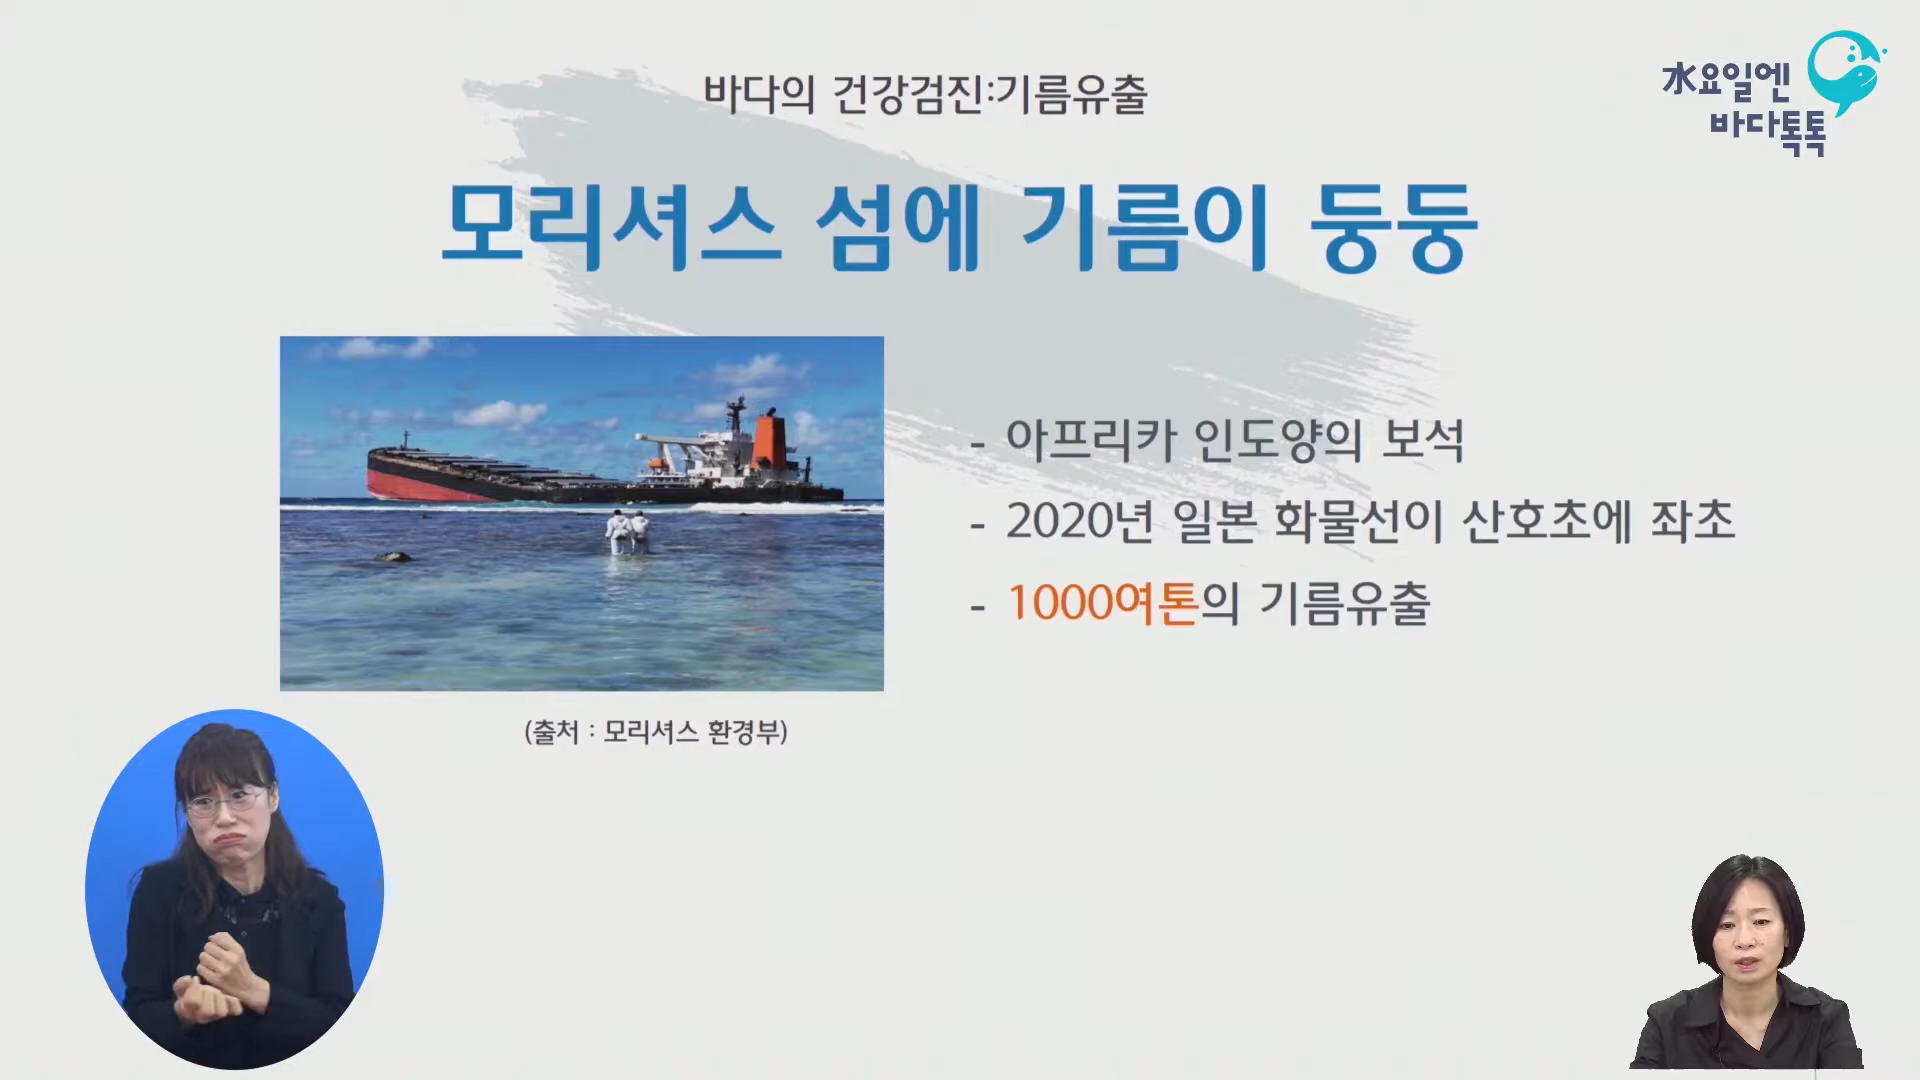 바다의 건강검진:기름유출
水요일엔
바다톡톡
모리셔스 섬에 기름이 둥둥
- 아프리카 인도양의 보석
- 2020년 일본 화물선이 산호초에 좌초
- 1000여톤의 기름유출
(출처 : 모리셔스 환경부)